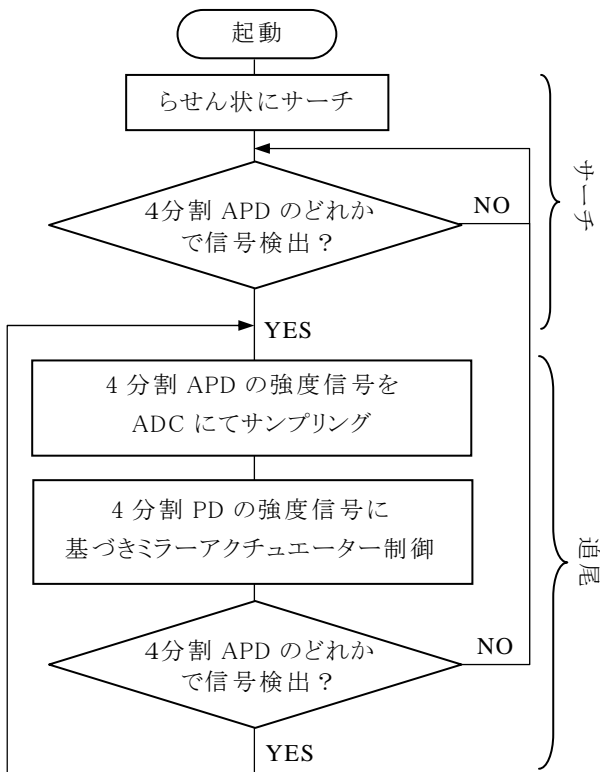 起動
らせん状にサーチ
4分割 APD のどれか
で信号検出？
NO
サーチ
YES
4 分割 APD の強度信号を
ADC にてサンプリング
4 分割 PD の強度信号に
基づきミラーアクチュエーター制御
追尾
4分割 APD のどれか
で信号検出？
NO
YES